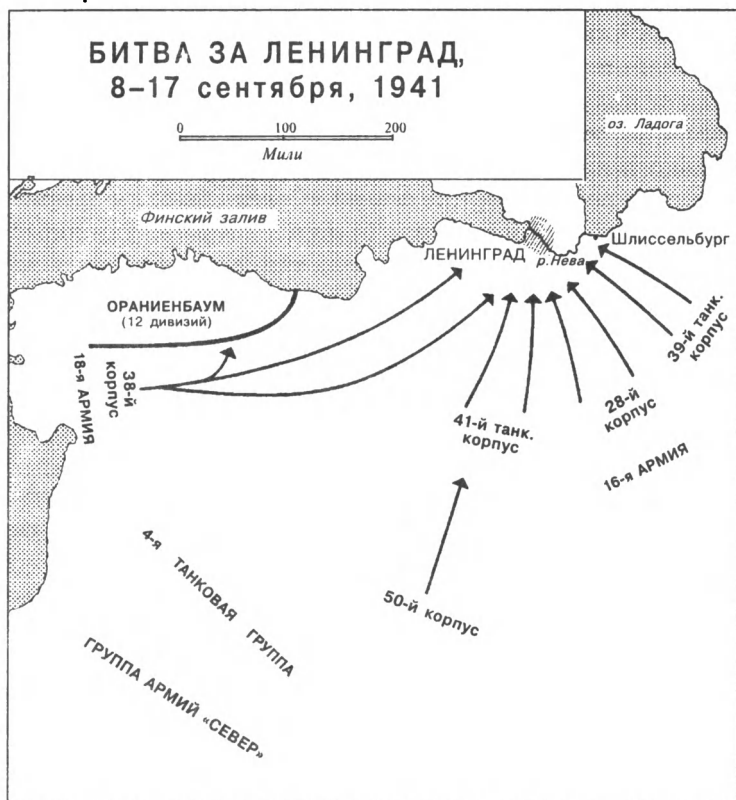 БИТВА ЗА ЛЕНИНГРАД,
8–17 сентября, 1941
0 100 200
Мили
оз. Ладога
Финский залив
ЛЕНИНГРАД
р. Нева
Шлиссельбург
ОРАНИЕНБАУМ
(12 дивизий)
38-й
корпус
18-я АРМИЯ
39-й танк.
корпус
28-й
корпус
41-й танк.
корпус
16-я АРМИЯ
50-й корпус
4-я ТАНКОВАЯ ГРУППА
ГРУППА АРМИЙ «СЕВЕР»